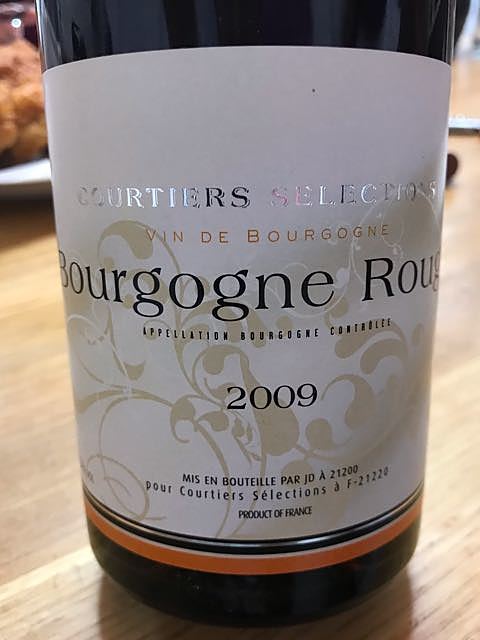 COURTIERS SELECTIONS
VIN DE BOURGOGNE
Bourgogne Roug
APPELLATION BOURGOGNE CONTRÔLÉE
2009
MIS EN BOUTEILLE PAR JD À 21200
pour Courtiers Sélections à F-21220
PRODUCT OF FRANCE